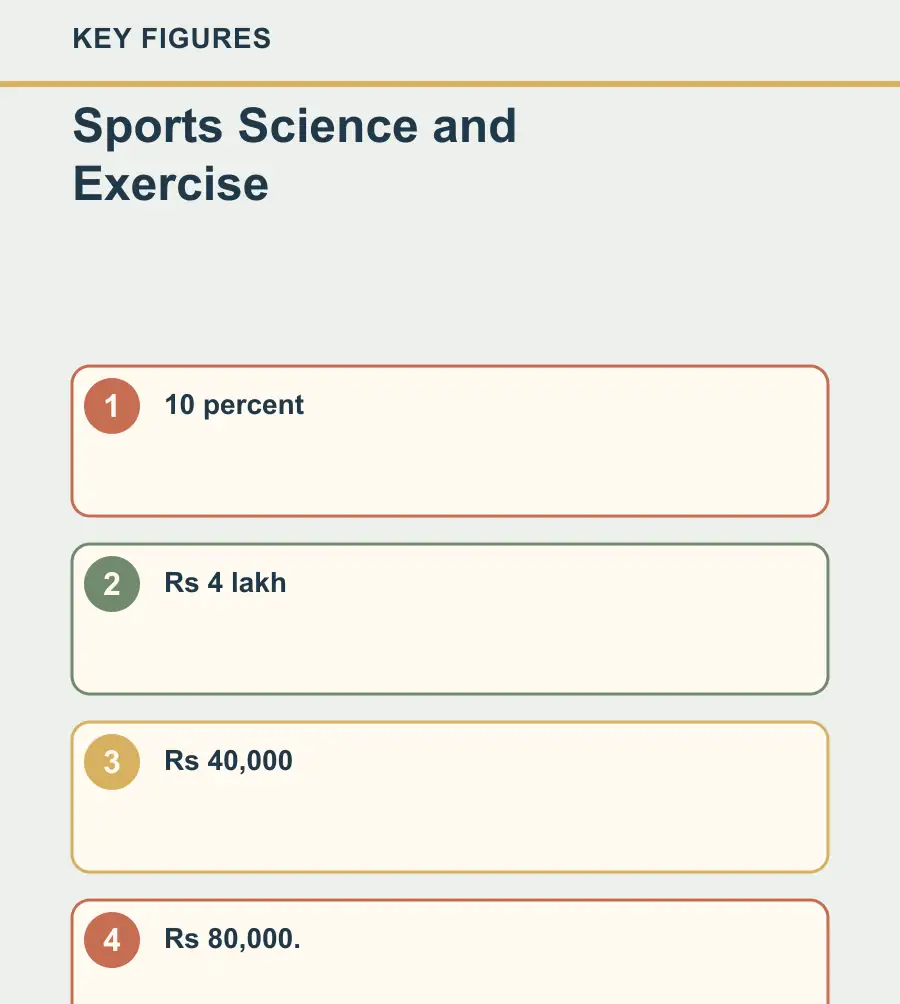 KEY FIGURES
Sports Science and
Exercise
1 10 percent
2 Rs 4 lakh
3 Rs 40,000
4 Rs 80,000.